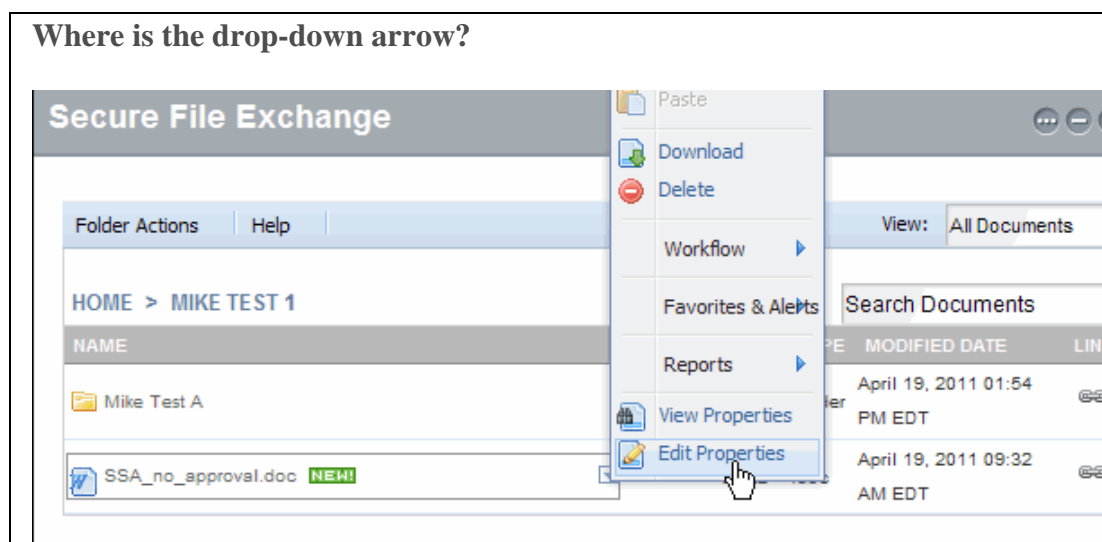 Where is the drop-down arrow?
Paste
Secure File Exchange
Download
Delete
Folder Actions Help View: All Documents
Workflow
HOME > MIKE TEST 1
Favorites & Alerts Search Documents
NAME MODIFIED DATE
Reports
Mike Test A April 19, 2011 01:54
PM EDT
View Properties
Edit Properties
SSA_no_approval.doc NEW! April 19, 2011 09:32
AM EDT